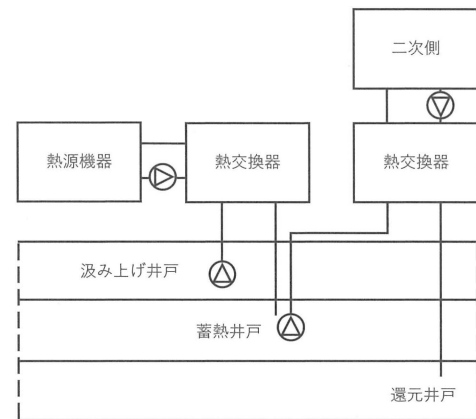 二次側
熱源機器
熱交換器
熱交換器
汲み上げ井戸
蓄熱井戸
還元井戸